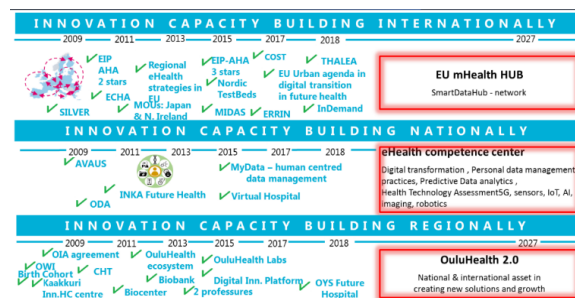 INNOVATION CAPACITY BUILDING INTERNATIONALLY
2009 2011 2013 2015 2017 2018 2027
EIP
AHA
2 stars
ECHA
SILVER
Regional
eHealth
strategies in
EU
MOUs: Japan
& N. Ireland
EIP-AHA
3 stars
Nordic
TestBeds
MIDAS
COST
EU Urban agenda in
digital transition
in future health
ERRIN
THALEA
InDemand
EU mHealth HUB
SmartDataHub - network
INNOVATION CAPACITY BUILDING NATIONALLY
2009 2011 2013 2015 2017 2018 2027
AVAUS
ODA
INKA Future Health
MyData – human centred
data management
Virtual Hospital
eHealth competence center
Digital transformation , Personal data management
practices, Predictive Data analytics ,
Health Technology Assessment5G, sensors, IoT, AI,
imaging, robotics
INNOVATION CAPACITY BUILDING REGIONALLY
2009 2011 2013 2015 2017 2018 2027
OIA agreement
OWI
Birth Cohort
Kaakkuri
Inn.HC centre
CHT
OuluHealth
ecosystem
Biocenter
Biobank
2 professures
OuluHealth Labs
Digital Inn. Platform
OYS Future
Hospital
OuluHealth 2.0
National & international asset in
creating new solutions and growth